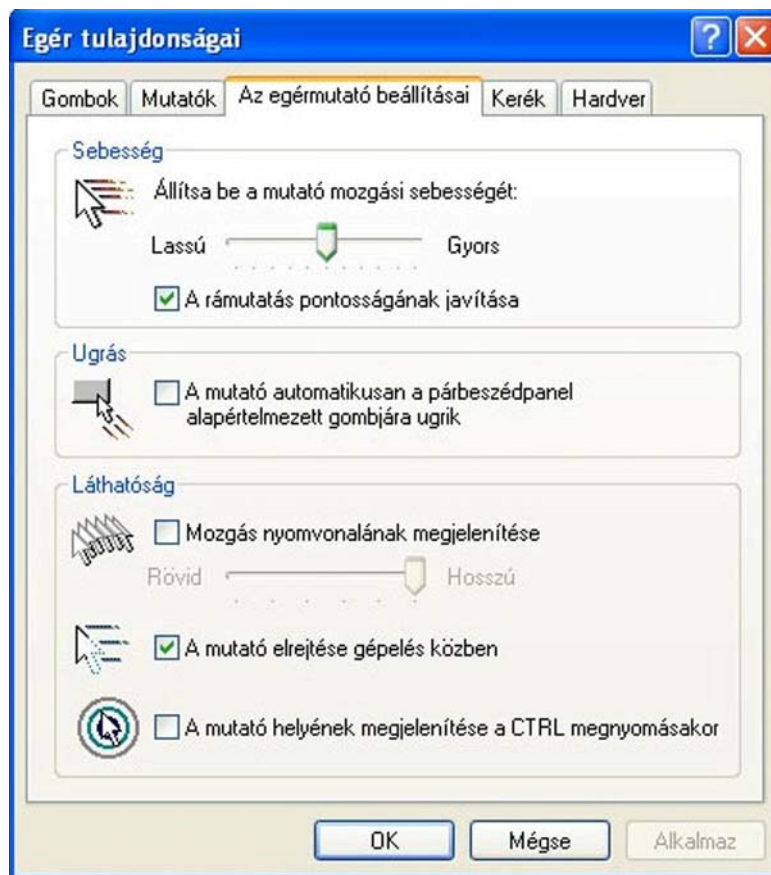 Egér tulajdonságai
Gombok
Mutatók
Az egérmutató beállításai
Kerék
Hardver
Sebesség
Állítsa be a mutató mozgási sebességét:
Lassú
Gyors
A rámutatás pontosságának javítása
Ugrás
A mutató automatikusan a párbeszédpanel
alapértelmezett gombjára ugrik
Láthatóság
Mozgás nyomvonalának megjelenítése
Rövid
Hosszú
A mutató elrejtése gépelés közben
A mutató helyének megjelenítése a CTRL megnyomásakor
OK
Mégse
Alkalmaz